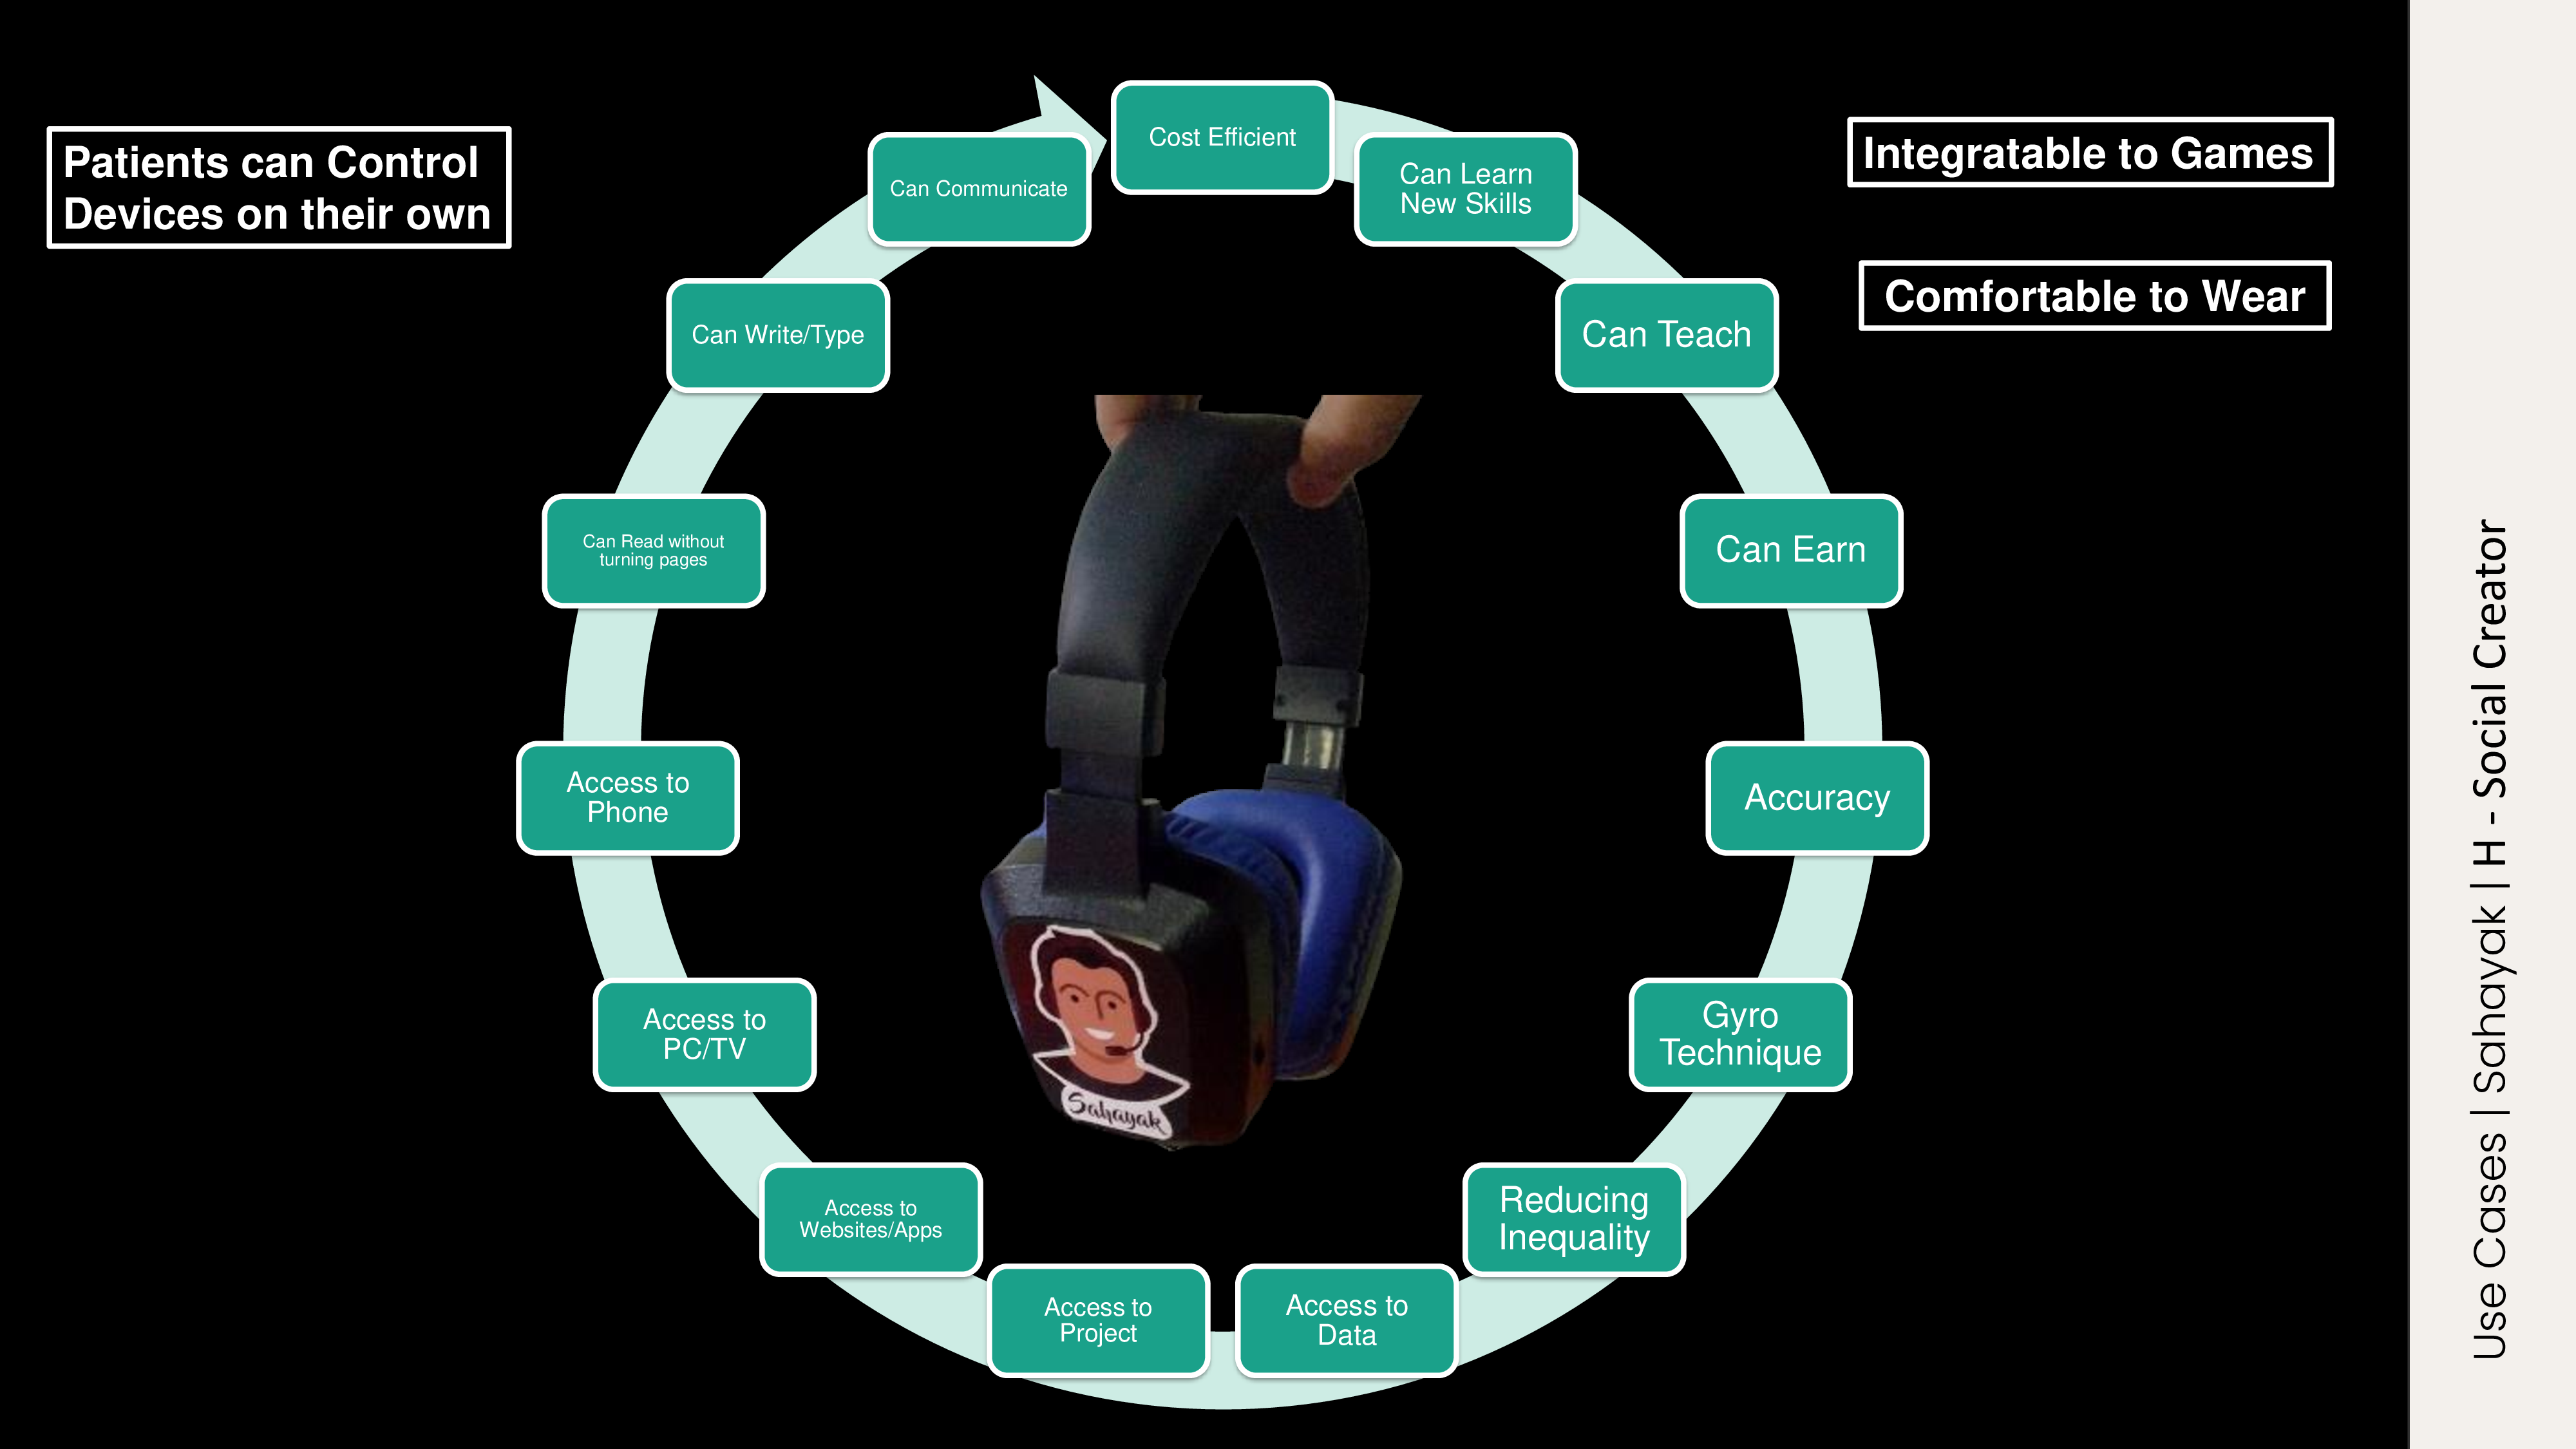 Patients can Control
Devices on their own
Integratable to Games
Comfortable to Wear
Cost Efficient
Can Learn
New Skills
Can Teach
Can Earn
Accuracy
Gyro
Technique
Reducing
Inequality
Access to
Data
Access to
Project
Access to
Websites/Apps
Access to
PC/TV
Access to
Phone
Can Read without
turning pages
Can Write/Type
Can Communicate
Sahayak
Use Cases | Sahayak | H - Social Creator